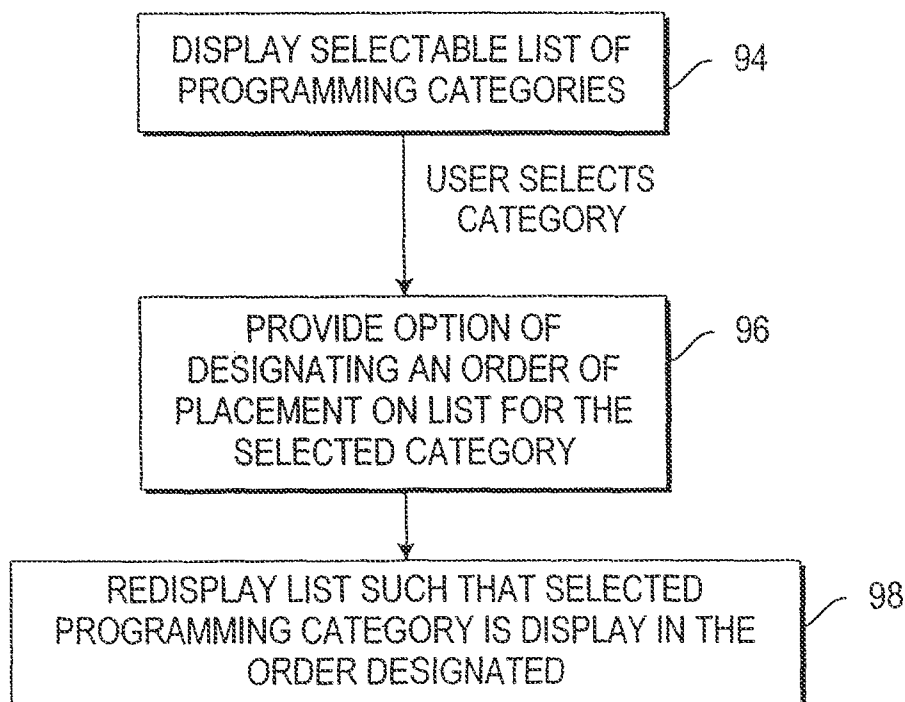 DISPLAY SELECTABLE LIST OF
PROGRAMMING CATEGORIES
94
USER SELECTS
CATEGORY
PROVIDE OPTION OF
DESIGNATING AN ORDER OF
PLACEMENT ON LIST FOR THE
SELECTED CATEGORY
96
REDISPLAY LIST SUCH THAT SELECTED
PROGRAMMING CATEGORY IS DISPLAY IN THE
ORDER DESIGNATED
98